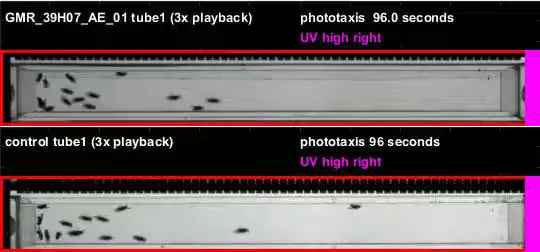 GMR_39H07_AE_01 tube1 (3x playback)
phototaxis 96.0 seconds
UV high right
control tube1 (3x playback)
phototaxis 96 seconds
UV high right